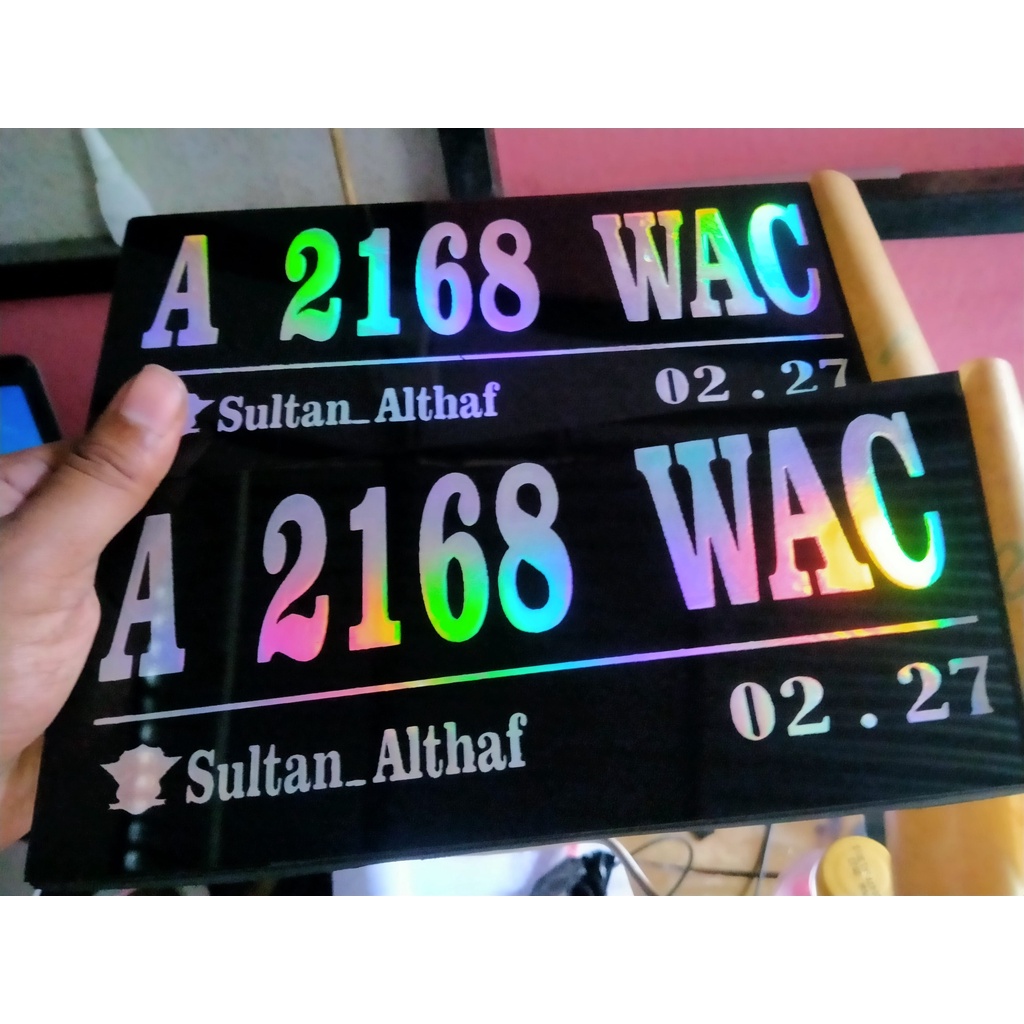 A 2168 WAC
Sultan_Althaf 02.27
A 2168 WAC
02.27
Sultan_Althaf